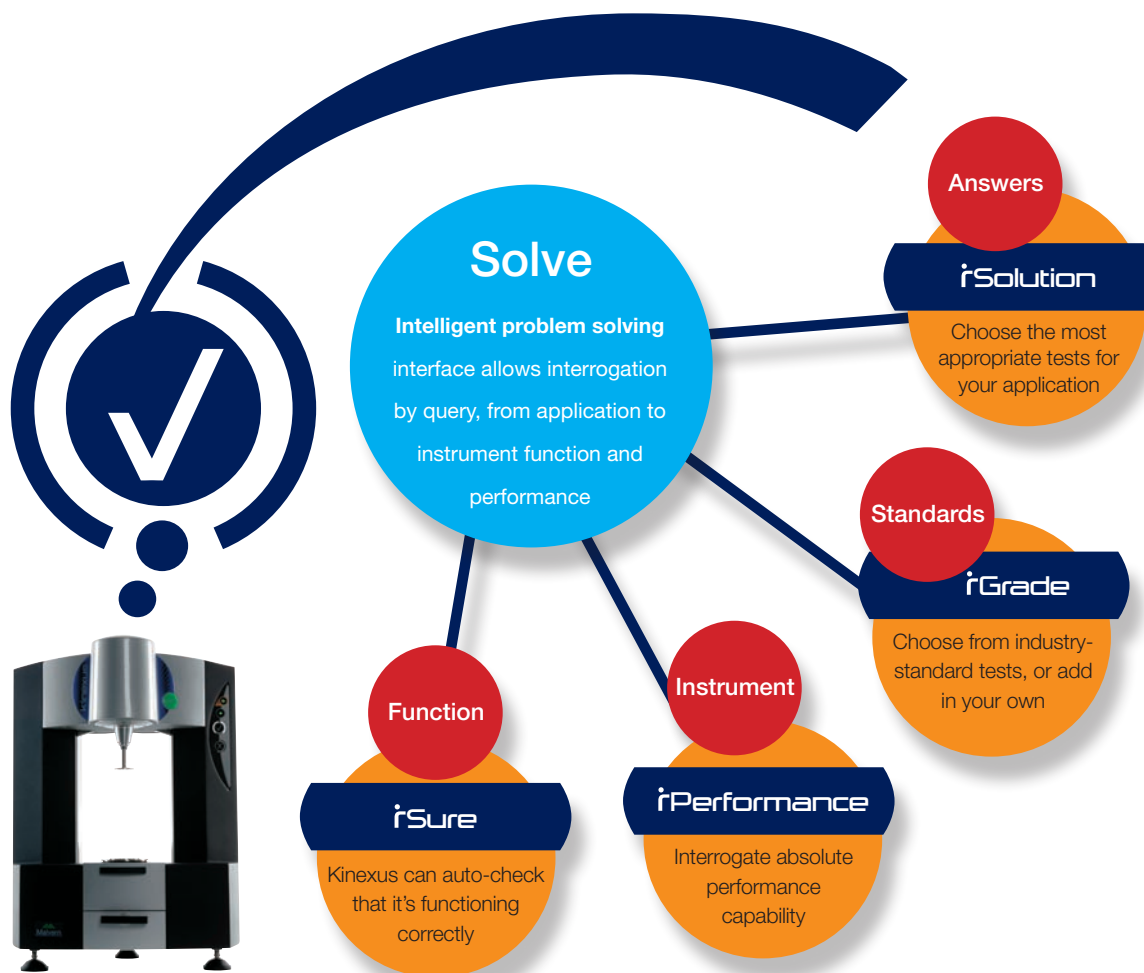 Solve
Intelligent problem solving
interface allows interrogation
by query, from application to
instrument function and
performance
Answers
rSolution
Choose the most
appropriate tests for
your application
Standards
rGrade
Choose from industry-
standard tests, or add
in your own
Instrument
rPerformance
Interrogate absolute
performance
capability
Function
rSure
Kinexus can auto-check
that it's functioning
correctly
Malvern